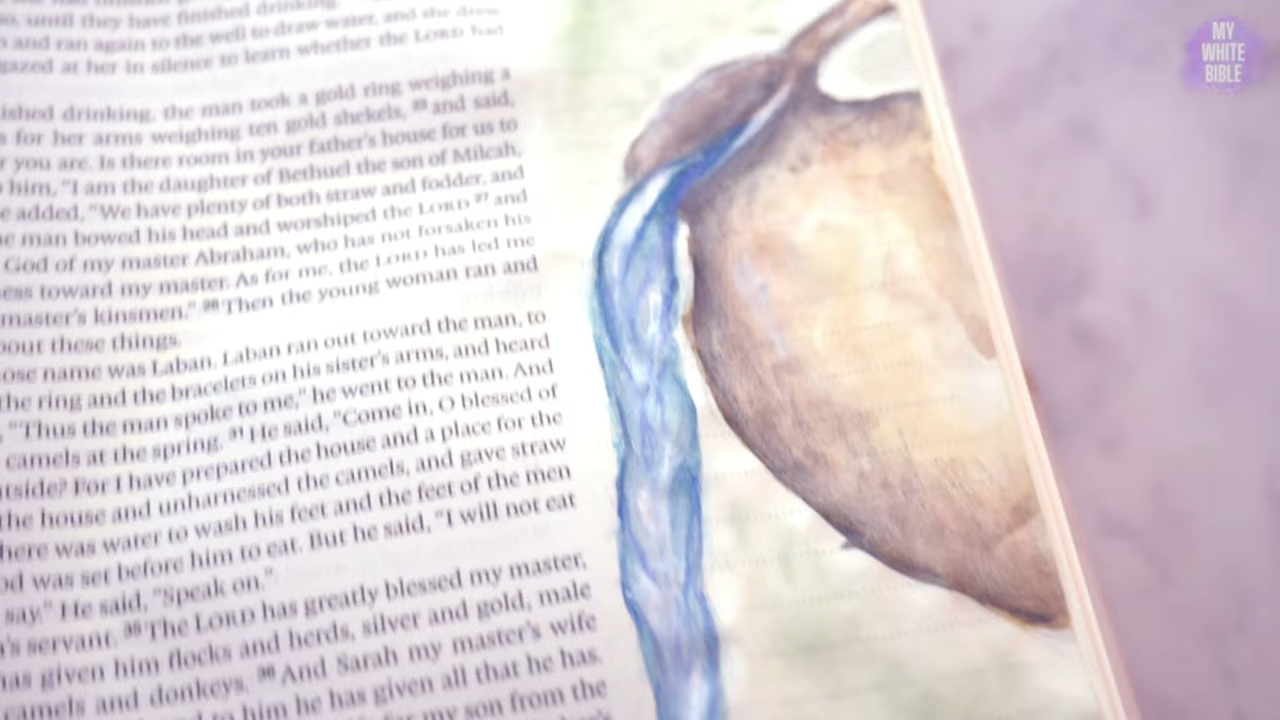 until they have finished drinking.
and ran again to the well to draw water, and she drew
gazed at her in silence to learn whether the LORD had
ished drinking, the man took a gold ring weighing a
s for her arms weighing ten gold shekels, 23 and said,
r you are. Is there room in your father's house for us to
him, "I am the daughter of Bethuel the son of Milcah,
e added, "We have plenty of both straw and fodder, and
e man bowed his head and worshiped the LORD 27 and
God of my master Abraham, who has not forsaken his
ess toward my master. As for me, the LORD has led me
master's kinsmen." 28 Then the young woman ran and
bout these things.
ose name was Laban. Laban ran out toward the man, to
the ring and the bracelets on his sister's arms, and heard
, "Thus the man spoke to me," he went to the man. And
camels at the spring. 31 He said, "Come in, O blessed of
utside? For I have prepared the house and a place for the
the house and unharnessed the camels, and gave straw
here was water to wash his feet and the feet of the men
od was set before him to eat. But he said, "I will not eat
say." He said, "Speak on."
's servant. 35 The LORD has greatly blessed my master,
has given him flocks and herds, silver and gold, male
camels and donkeys. 36 And Sarah my master's wife
to him he has given all that he has.
my son from the
MY
WHITE
BIBLE